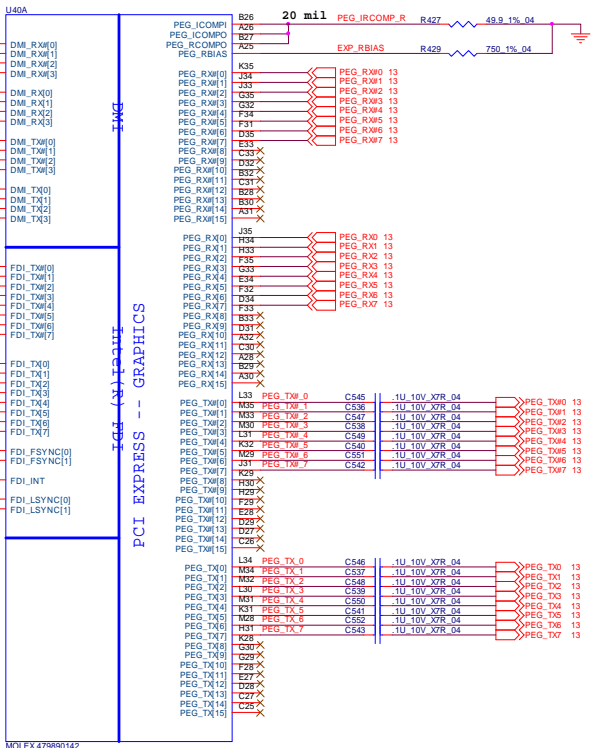 U40A
PEG_ICOMPI B26 20 mil PEG_IRCOMP_R R427 49.9_1%_04
PEG_ICOMPO A26
PEG_RCOMPO B27
PEG_RBIAS A25 EXP_RBIAS R429 750_1%_04
DMI_RX#[0]
DMI_RX#[1]
DMI_RX#[2]
DMI_RX#[3]
DMI_RX[0]
DMI_RX[1]
DMI_RX[2]
DMI_RX[3]
DMI_TX#[0]
DMI_TX#[1]
DMI_TX#[2]
DMI_TX#[3]
DMI_TX[0]
DMI_TX[1]
DMI_TX[2]
DMI_TX[3]
DMI
FDI_TX#[0]
FDI_TX#[1]
FDI_TX#[2]
FDI_TX#[3]
FDI_TX#[4]
FDI_TX#[5]
FDI_TX#[6]
FDI_TX#[7]
FDI_TX[0]
FDI_TX[1]
FDI_TX[2]
FDI_TX[3]
FDI_TX[4]
FDI_TX[5]
FDI_TX[6]
FDI_TX[7]
FDI_FSYNC[0]
FDI_FSYNC[1]
FDI_INT
FDI_LSYNC[0]
FDI_LSYNC[1]
Intel(R) FDI
PCI EXPRESS -- GRAPHICS
PEG_RX#[0] K35 PEG_RX#0 13
PEG_RX#[1] J34 PEG_RX#1 13
PEG_RX#[2] J33 PEG_RX#2 13
PEG_RX#[3] G35 PEG_RX#3 13
PEG_RX#[4] G32 PEG_RX#4 13
PEG_RX#[5] F34 PEG_RX#5 13
PEG_RX#[6] F31 PEG_RX#6 13
PEG_RX#[7] D35 PEG_RX#7 13
PEG_RX#[8] E33
PEG_RX#[9] C33
PEG_RX#[10] D32
PEG_RX#[11] B32
PEG_RX#[12] C31
PEG_RX#[13] B28
PEG_RX#[14] B30
PEG_RX#[15] A31
PEG_RX[0] J35 PEG_RX0 13
PEG_RX[1] H34 PEG_RX1 13
PEG_RX[2] H33 PEG_RX2 13
PEG_RX[3] F35 PEG_RX3 13
PEG_RX[4] G33 PEG_RX4 13
PEG_RX[5] E34 PEG_RX5 13
PEG_RX[6] F32 PEG_RX6 13
PEG_RX[7] D34 PEG_RX7 13
PEG_RX[8] F33
PEG_RX[9] B33
PEG_RX[10] D31
PEG_RX[11] A32
PEG_RX[12] C30
PEG_RX[13] A28
PEG_RX[14] B29
PEG_RX[15] A30
PEG_TX#[0] L33 PEG_TX#_0 C545 .1U_10V_X7R_04 PEG_TX#0 13
PEG_TX#[1] M35 PEG_TX#_1 C536 .1U_10V_X7R_04 PEG_TX#1 13
PEG_TX#[2] M33 PEG_TX#_2 C547 .1U_10V_X7R_04 PEG_TX#2 13
PEG_TX#[3] M30 PEG_TX#_3 C538 .1U_10V_X7R_04 PEG_TX#3 13
PEG_TX#[4] L31 PEG_TX#_4 C549 .1U_10V_X7R_04 PEG_TX#4 13
PEG_TX#[5] K32 PEG_TX#_5 C540 .1U_10V_X7R_04 PEG_TX#5 13
PEG_TX#[6] M29 PEG_TX#_6 C551 .1U_10V_X7R_04 PEG_TX#6 13
PEG_TX#[7] J31 PEG_TX#_7 C542 .1U_10V_X7R_04 PEG_TX#7 13
PEG_TX#[8] K29
PEG_TX#[9] H30
PEG_TX#[10] H29
PEG_TX#[11] F29
PEG_TX#[12] E28
PEG_TX#[13] D29
PEG_TX#[14] D27
PEG_TX#[15] C26
PEG_TX[0] L34 PEG_TX_0 C546 .1U_10V_X7R_04 PEG_TX0 13
PEG_TX[1] M34 PEG_TX_1 C537 .1U_10V_X7R_04 PEG_TX1 13
PEG_TX[2] M32 PEG_TX_2 C548 .1U_10V_X7R_04 PEG_TX2 13
PEG_TX[3] L30 PEG_TX_3 C539 .1U_10V_X7R_04 PEG_TX3 13
PEG_TX[4] M31 PEG_TX_4 C550 .1U_10V_X7R_04 PEG_TX4 13
PEG_TX[5] K31 PEG_TX_5 C541 .1U_10V_X7R_04 PEG_TX5 13
PEG_TX[6] M28 PEG_TX_6 C552 .1U_10V_X7R_04 PEG_TX6 13
PEG_TX[7] H31 PEG_TX_7 C543 .1U_10V_X7R_04 PEG_TX7 13
PEG_TX[8] K28
PEG_TX[9] G30
PEG_TX[10] G29
PEG_TX[11] F28
PEG_TX[12] E27
PEG_TX[13] D28
PEG_TX[14] C27
PEG_TX[15] C25
MOLEX 479890142